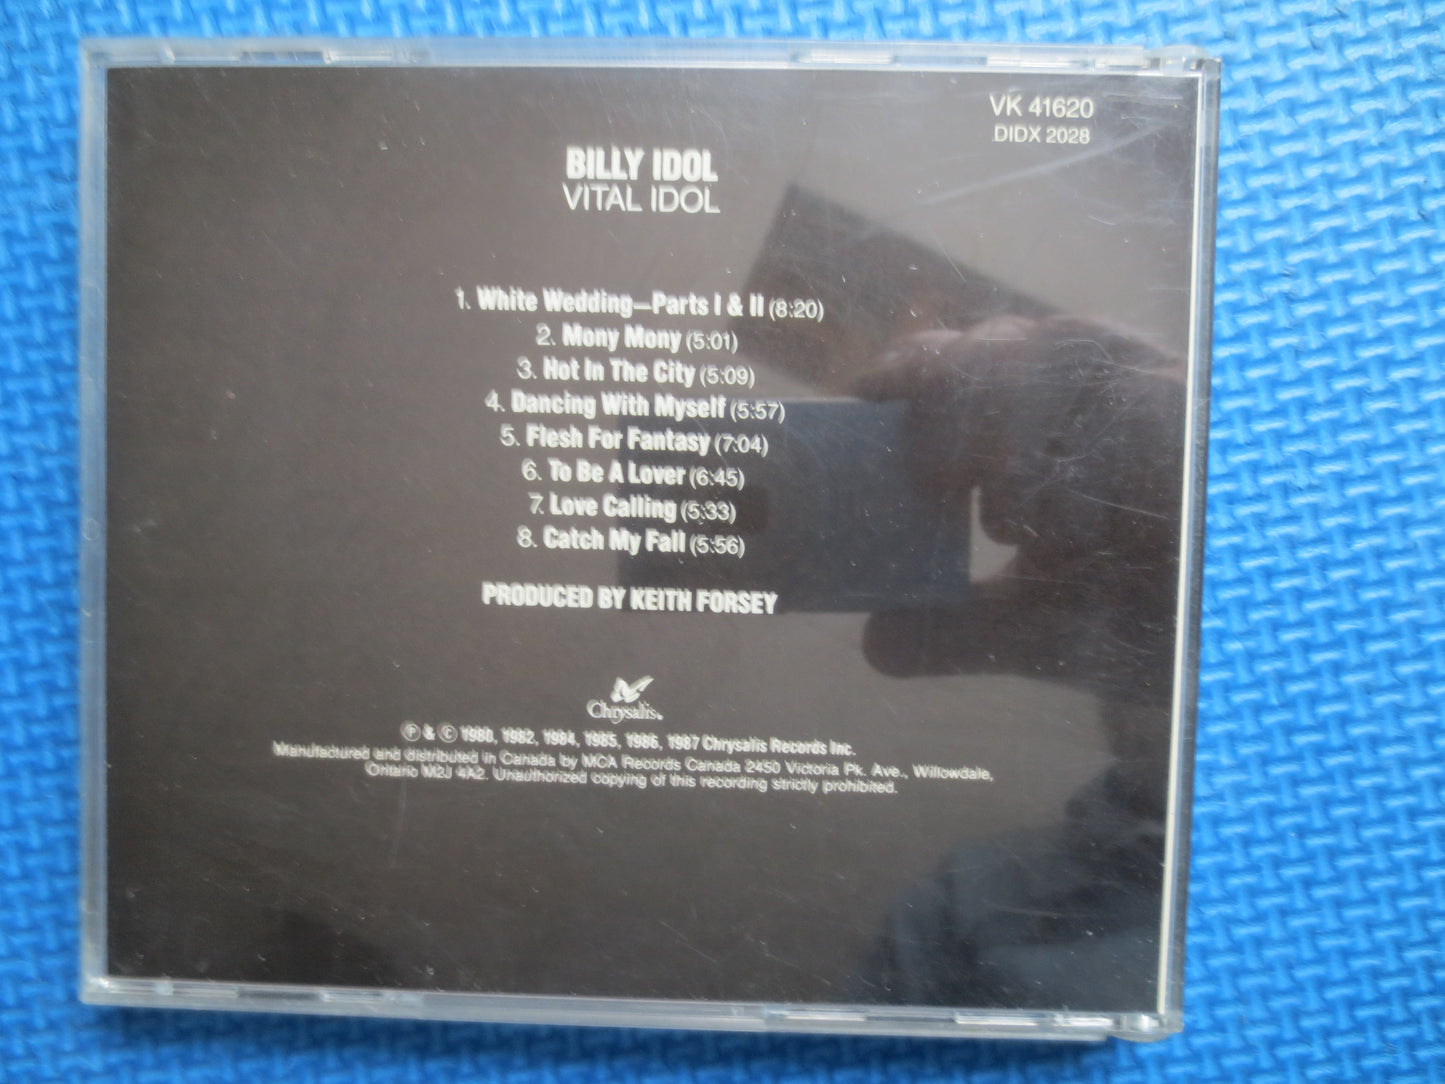 VK 41620
DIDX 2028
BILLY IDOL
VITAL IDOL
1. White Wedding—Parts I & II (8:20)
2. Mony Mony (5:01)
3. Hot In The City (5:09)
4. Dancing With Myself (5:57)
5. Flesh For Fantasy (7:04)
6. To Be A Lover (6:45)
7. Love Calling (5:33)
8. Catch My Fall (5:56)
PRODUCED BY KEITH FORSEY
Chrysalis.
℗ & © 1980, 1982, 1984, 1985, 1986, 1987 Chrysalis Records Inc.
Manufactured and distributed in Canada by MCA Records Canada 2450 Victoria Pk. Ave., Willowdale,
Ontario M2J 4A2. Unauthorized copying of this recording strictly prohibited.